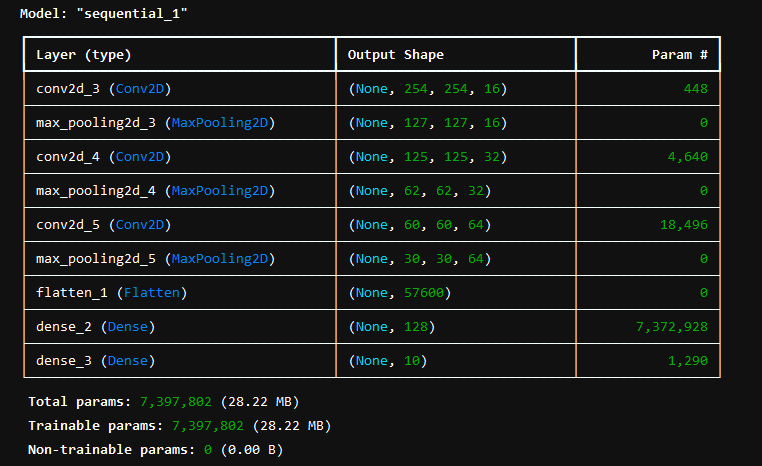 Model: "sequential_1"
Layer (type) Output Shape Param #
conv2d_3 (Conv2D) (None, 254, 254, 16) 448
max_pooling2d_3 (MaxPooling2D) (None, 127, 127, 16) 0
conv2d_4 (Conv2D) (None, 125, 125, 32) 4,640
max_pooling2d_4 (MaxPooling2D) (None, 62, 62, 32) 0
conv2d_5 (Conv2D) (None, 60, 60, 64) 18,496
max_pooling2d_5 (MaxPooling2D) (None, 30, 30, 64) 0
flatten_1 (Flatten) (None, 57600) 0
dense_2 (Dense) (None, 128) 7,372,928
dense_3 (Dense) (None, 10) 1,290
Total params: 7,397,802 (28.22 MB)
Trainable params: 7,397,802 (28.22 MB)
Non-trainable params: 0 (0.00 B)